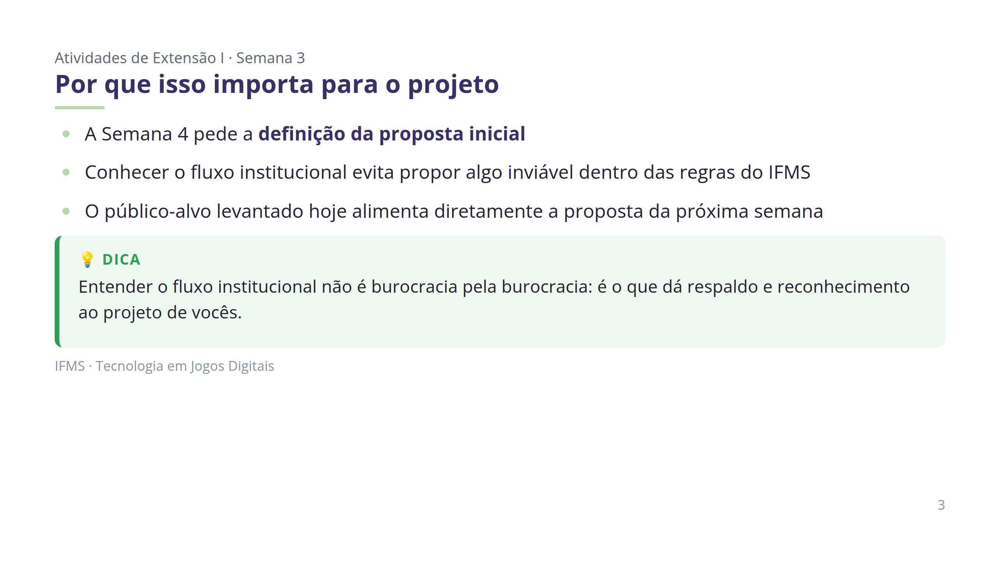 Atividades de Extensão I · Semana 3
Por que isso importa para o projeto
A Semana 4 pede a definição da proposta inicial
Conhecer o fluxo institucional evita propor algo inviável dentro das regras do IFMS
O público-alvo levantado hoje alimenta diretamente a proposta da próxima semana
💡 DICA
Entender o fluxo institucional não é burocracia pela burocracia: é o que dá respaldo e reconhecimento
ao projeto de vocês.
IFMS · Tecnologia em Jogos Digitais
3